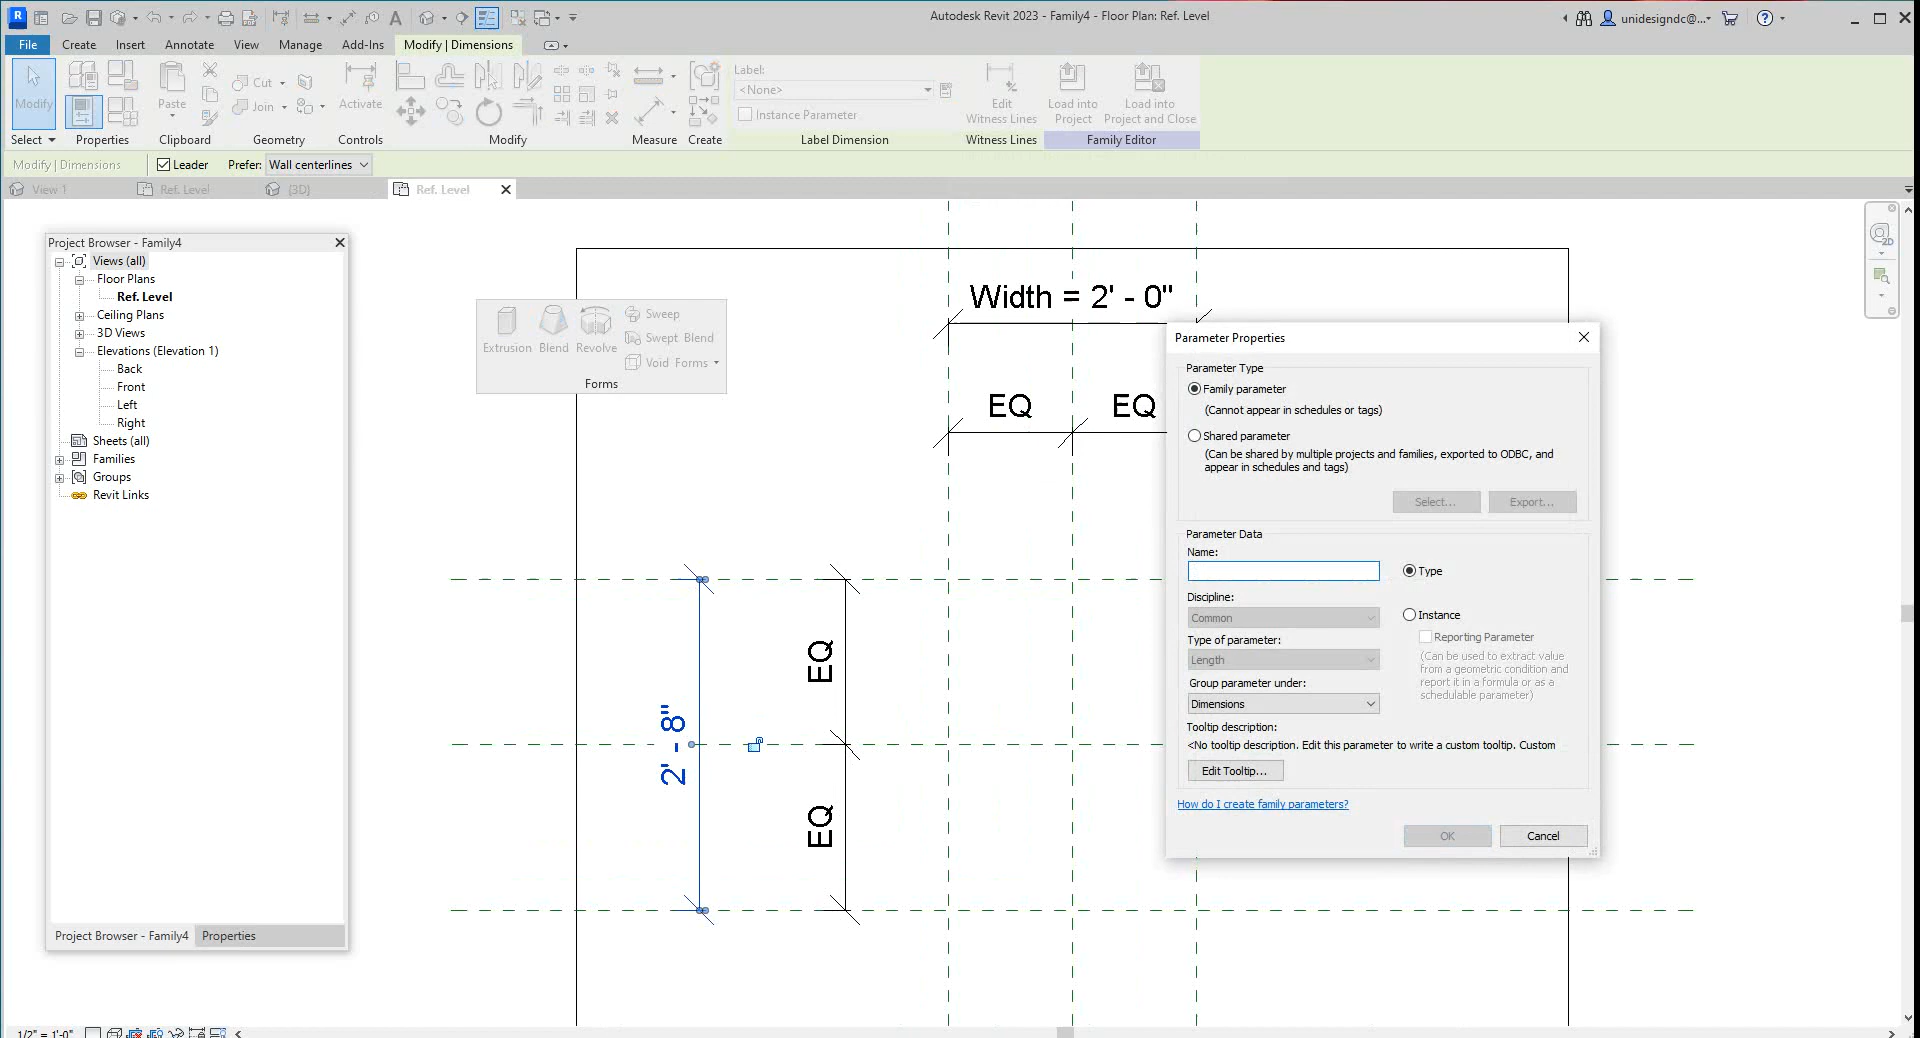 Autodesk Revit 2023 - Family4 - Floor Plan: Ref. Level
unidesigndc@...
File Create Insert Annotate View Manage Add-Ins Modify | Dimensions
Modify
Paste
Cut
Join
Activate
Label:
<None>
Instance Parameter
Edit
Witness Lines
Load into
Project
Load into
Project and Close
Select Properties Clipboard Geometry Controls Modify Measure Create Label Dimension Witness Lines Family Editor
Modify | Dimensions Leader Prefer: Wall centerlines
View 1 Ref. Level {3D} Ref. Level
Project Browser - Family4
Views (all)
Floor Plans
Ref. Level
Ceiling Plans
3D Views
Elevations (Elevation 1)
Back
Front
Left
Right
Sheets (all)
Families
Groups
Revit Links
Project Browser - Family4 Properties
Extrusion Blend Revolve
Sweep
Swept Blend
Void Forms
Forms
Width = 2' - 0"
EQ EQ
EQ
2' - 8"
EQ
2D
Parameter Properties
Parameter Type
Family parameter
(Cannot appear in schedules or tags)
Shared parameter
(Can be shared by multiple projects and families, exported to ODBC, and
appear in schedules and tags)
Select... Export...
Parameter Data
Name:
Type
Discipline:
Common
Instance
Reporting Parameter
(Can be used to extract value
from a geometric condition and
report it in a formula or as a
schedulable parameter)
Type of parameter:
Length
Group parameter under:
Dimensions
Tooltip description:
<No tooltip description. Edit this parameter to write a custom tooltip. Custom
Edit Tooltip...
How do I create family parameters?
OK Cancel
1/2" = 1'-0"